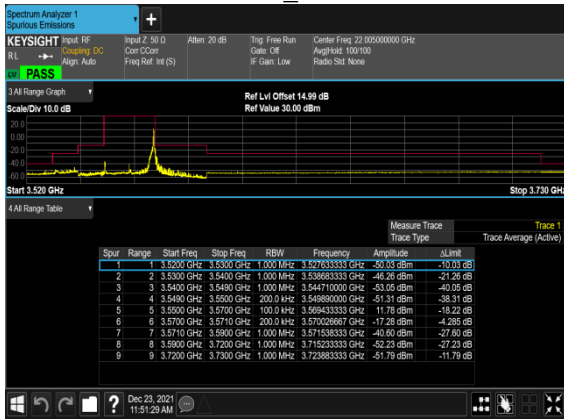 Spectrum Analyzer 1
Spurious Emissions
+
KEYSIGHT Input: RF Input Z: 50 Ω Atten: 20 dB Trig: Free Run Center Freq: 22.005000000 GHz
RL Coupling: DC Corr CCorr Gate: Off Avg|Hold: 100/100
Align: Auto Freq Ref: Int (S) IF Gain: Low Radio Std: None
PASS
3 All Range Graph
Ref Lvl Offset 14.99 dB
Scale/Div 10.0 dB Ref Value 30.00 dBm
20.0
0.00
-20.0
-40.0
-60.0
Start 3.520 GHz Stop 3.730 GHz
4 All Range Table
Measure Trace Trace 1
Trace Type Trace Average (Active)
Spur Range Start Freq Stop Freq RBW Frequency Amplitude ΔLimit
1 1 3.5200 GHz 3.5300 GHz 1.000 MHz 3.527633333 GHz -50.03 dBm -10.03 dB
2 2 3.5300 GHz 3.5400 GHz 1.000 MHz 3.538683333 GHz -46.26 dBm -21.26 dB
3 3 3.5400 GHz 3.5490 GHz 1.000 MHz 3.544710000 GHz -53.05 dBm -40.05 dB
4 4 3.5490 GHz 3.5500 GHz 200.0 kHz 3.549890000 GHz -51.31 dBm -38.31 dB
5 5 3.5500 GHz 3.5700 GHz 100.0 kHz 3.569433333 GHz 11.78 dBm -18.22 dB
6 6 3.5700 GHz 3.5710 GHz 200.0 kHz 3.570026667 GHz -17.28 dBm -4.285 dB
7 7 3.5710 GHz 3.5900 GHz 1.000 MHz 3.571538333 GHz -40.60 dBm -27.60 dB
8 8 3.5900 GHz 3.7200 GHz 1.000 MHz 3.715233333 GHz -52.23 dBm -27.23 dB
9 9 3.7200 GHz 3.7300 GHz 1.000 MHz 3.723883333 GHz -51.79 dBm -11.79 dB
? Dec 23, 2021
11:51:29 AM